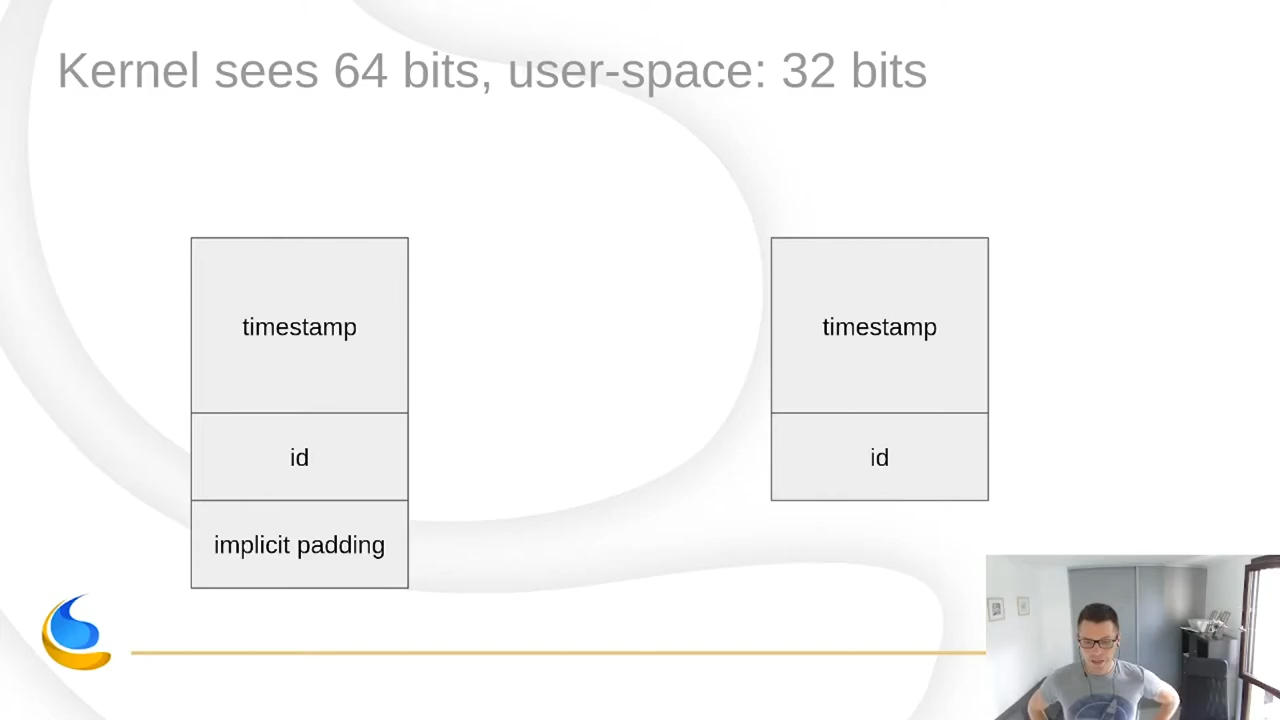 Kernel sees 64 bits, user-space: 32 bits
timestamp
id
implicit padding
timestamp
id